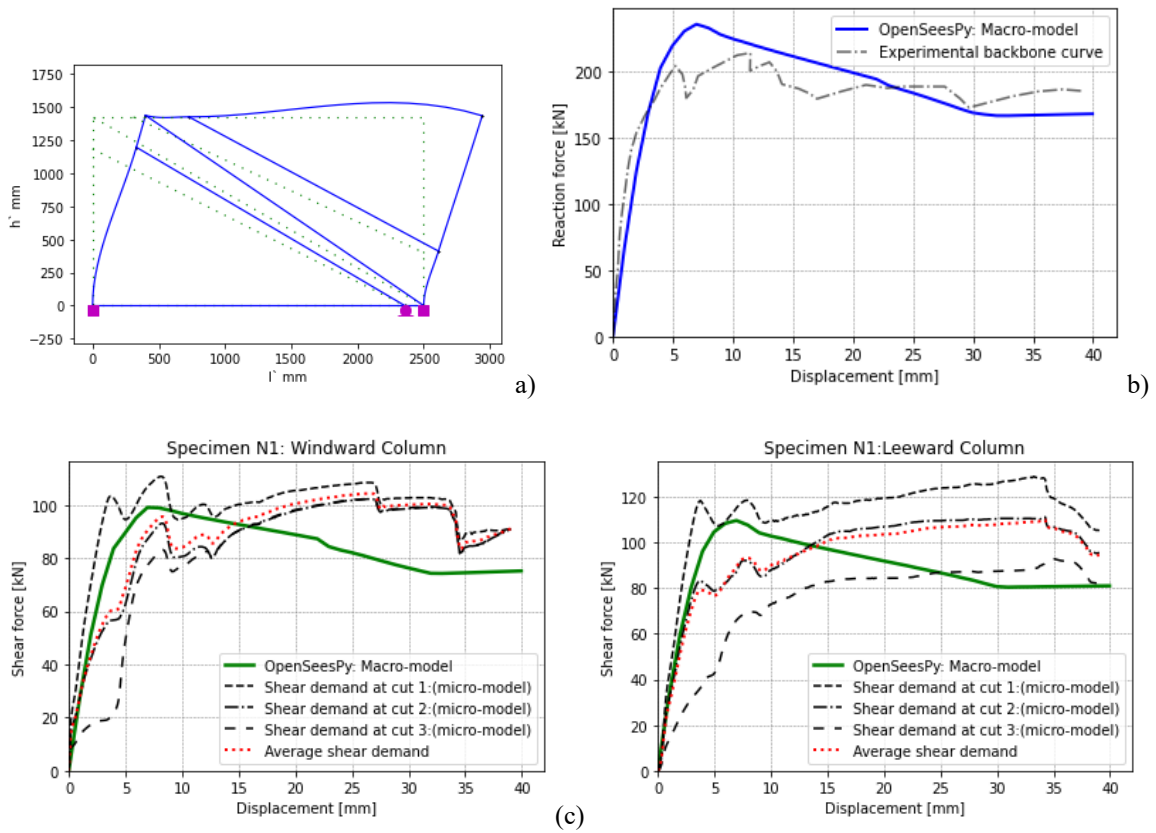 1750
1500
1250
1000
750
500
250
0
−250
h` mm
0
500
1000
1500
2000
2500
3000
l` mm
a)
OpenSeesPy: Macro-model
Experimental backbone curve
200
150
100
50
0
Reaction force [kN]
0
5
10
15
20
25
30
35
40
Displacement [mm]
b)
Specimen N1: Windward Column
100
80
60
40
20
0
Shear force [kN]
OpenSeesPy: Macro-model
Shear demand at cut 1:(micro-model)
Shear demand at cut 2:(micro-model)
Shear demand at cut 3:(micro-model)
Average shear demand
0
5
10
15
20
25
30
35
40
Displacement [mm]
Specimen N1:Leeward Column
120
100
80
60
40
20
0
Shear force [kN]
OpenSeesPy: Macro-model
Shear demand at cut 1:(micro-model)
Shear demand at cut 2:(micro-model)
Shear demand at cut 3:(micro-model)
Average shear demand
0
5
10
15
20
25
30
35
40
Displacement [mm]
(c)